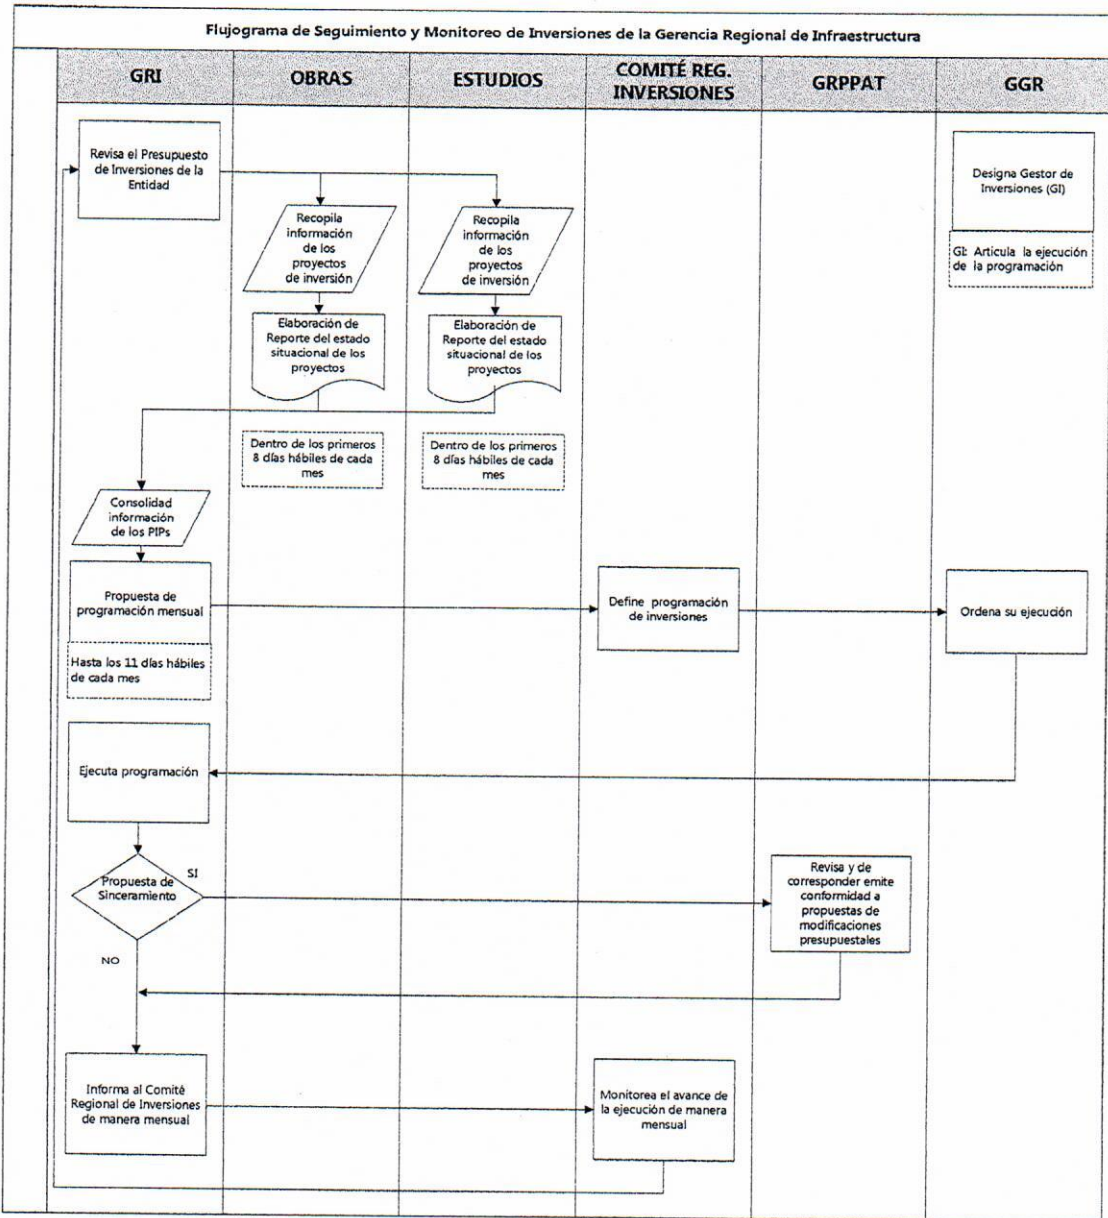 Flujograma de Seguimiento y Monitoreo de Inversiones de la Gerencia Regional de Infraestructura
GRI
OBRAS
ESTUDIOS
COMITÉ REG.
INVERSIONES
GRPPAT
GGR
Revisa el Presupuesto
de Inversiones de la
Entidad
Designa Gestor de
Inversiones (GI)
GI: Articula la ejecución
de la programación
Recopila
información
de los
proyectos
de inversión
Recopila
información
de los
proyectos
de inversión
Elaboración de
Reporte del estado
situacional de los
proyectos
Elaboración de
Reporte del estado
situacional de los
proyectos
Dentro de los primeros
8 días hábiles de cada
mes
Dentro de los primeros
8 días hábiles de cada
mes
Consolidad
información
de los PIPs
Propuesta de
programación mensual
Hasta los 11 días hábiles
de cada mes
Define programación
de inversiones
Ordena su ejecución
Ejecuta programación
Propuesta de
Sinceramiento
SI
NO
Revisa y de
corresponder emite
conformidad a
propuestas de
modificaciones
presupuestales
Informa al Comité
Regional de Inversiones
de manera mensual
Monitorea el avance de
la ejecución de manera
mensual